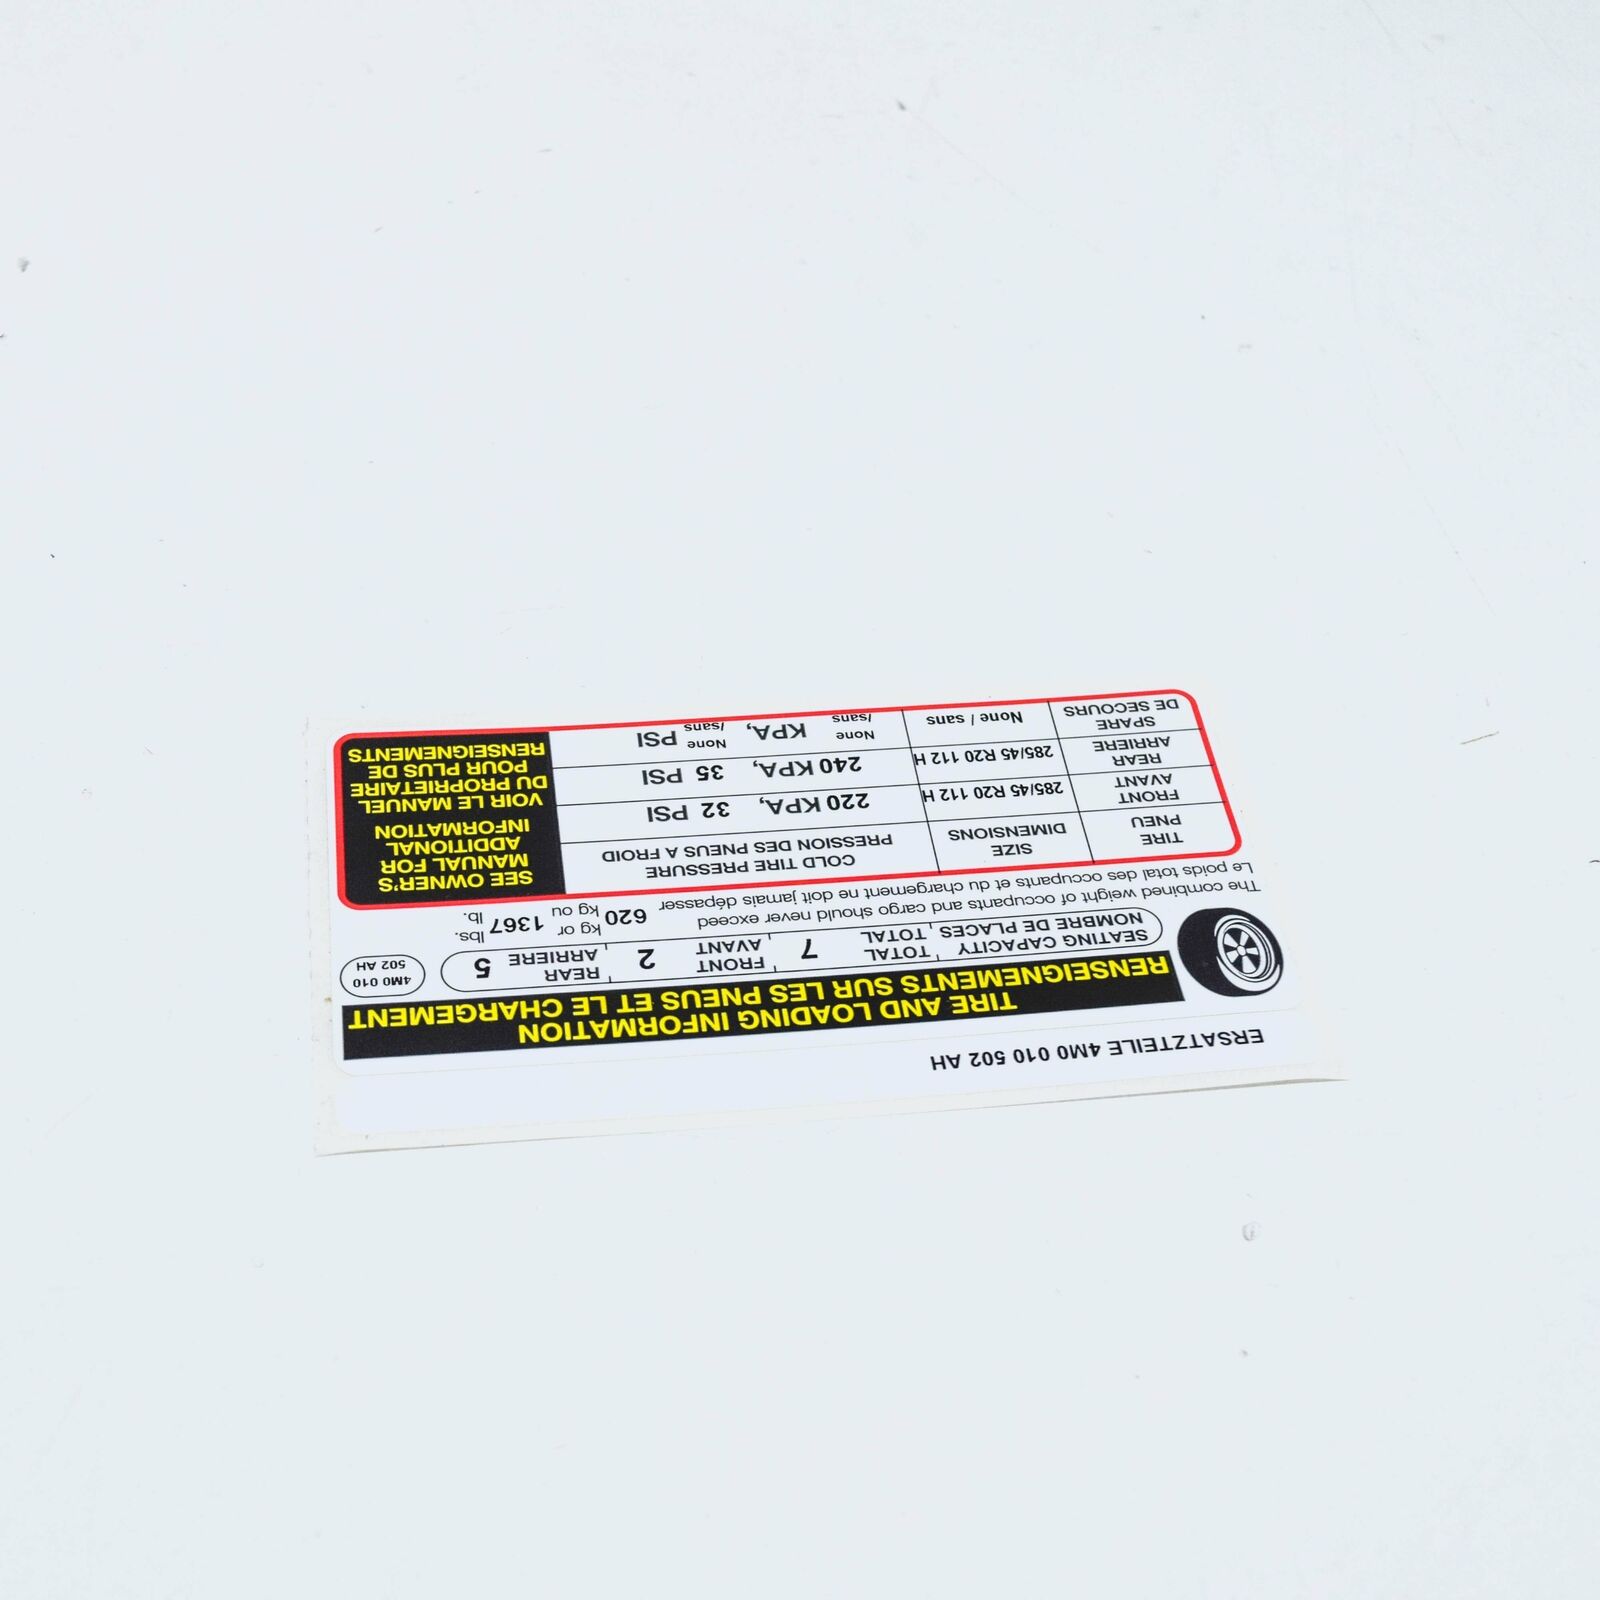 ERSATZTEILE 4M0 010 502 AH
TIRE AND LOADING INFORMATION
RENSEIGNEMENTS SUR LES PNEUS ET LE CHARGEMENT
SEATING CAPACITY TOTAL 7 FRONT 2 REAR 5
NOMBRE DE PLACES, TOTAL AVANT ARRIERE
4M0 010
502 AH
The combined weight of occupants and cargo should never exceed 620 kg or 1367 lbs.
Le poids total des occupants et du chargement ne doit jamais dépasser kg ou lb.
TIRE
PNEU
SIZE
DIMENSIONS
COLD TIRE PRESSURE
PRESSION DES PNEUS A FROID
FRONT
AVANT
285/45 R20 112 H
220 KPA, 32 PSI
REAR
ARRIERE
285/45 R20 112 H
240 KPA, 35 PSI
SPARE
DE SECOURS
None / sans
None
/sans
KPA,
None
/sans
PSI
SEE OWNER'S
MANUAL FOR
ADDITIONAL
INFORMATION
VOIR LE MANUEL
DU PROPRIETAIRE
POUR PLUS DE
RENSEIGNEMENTS